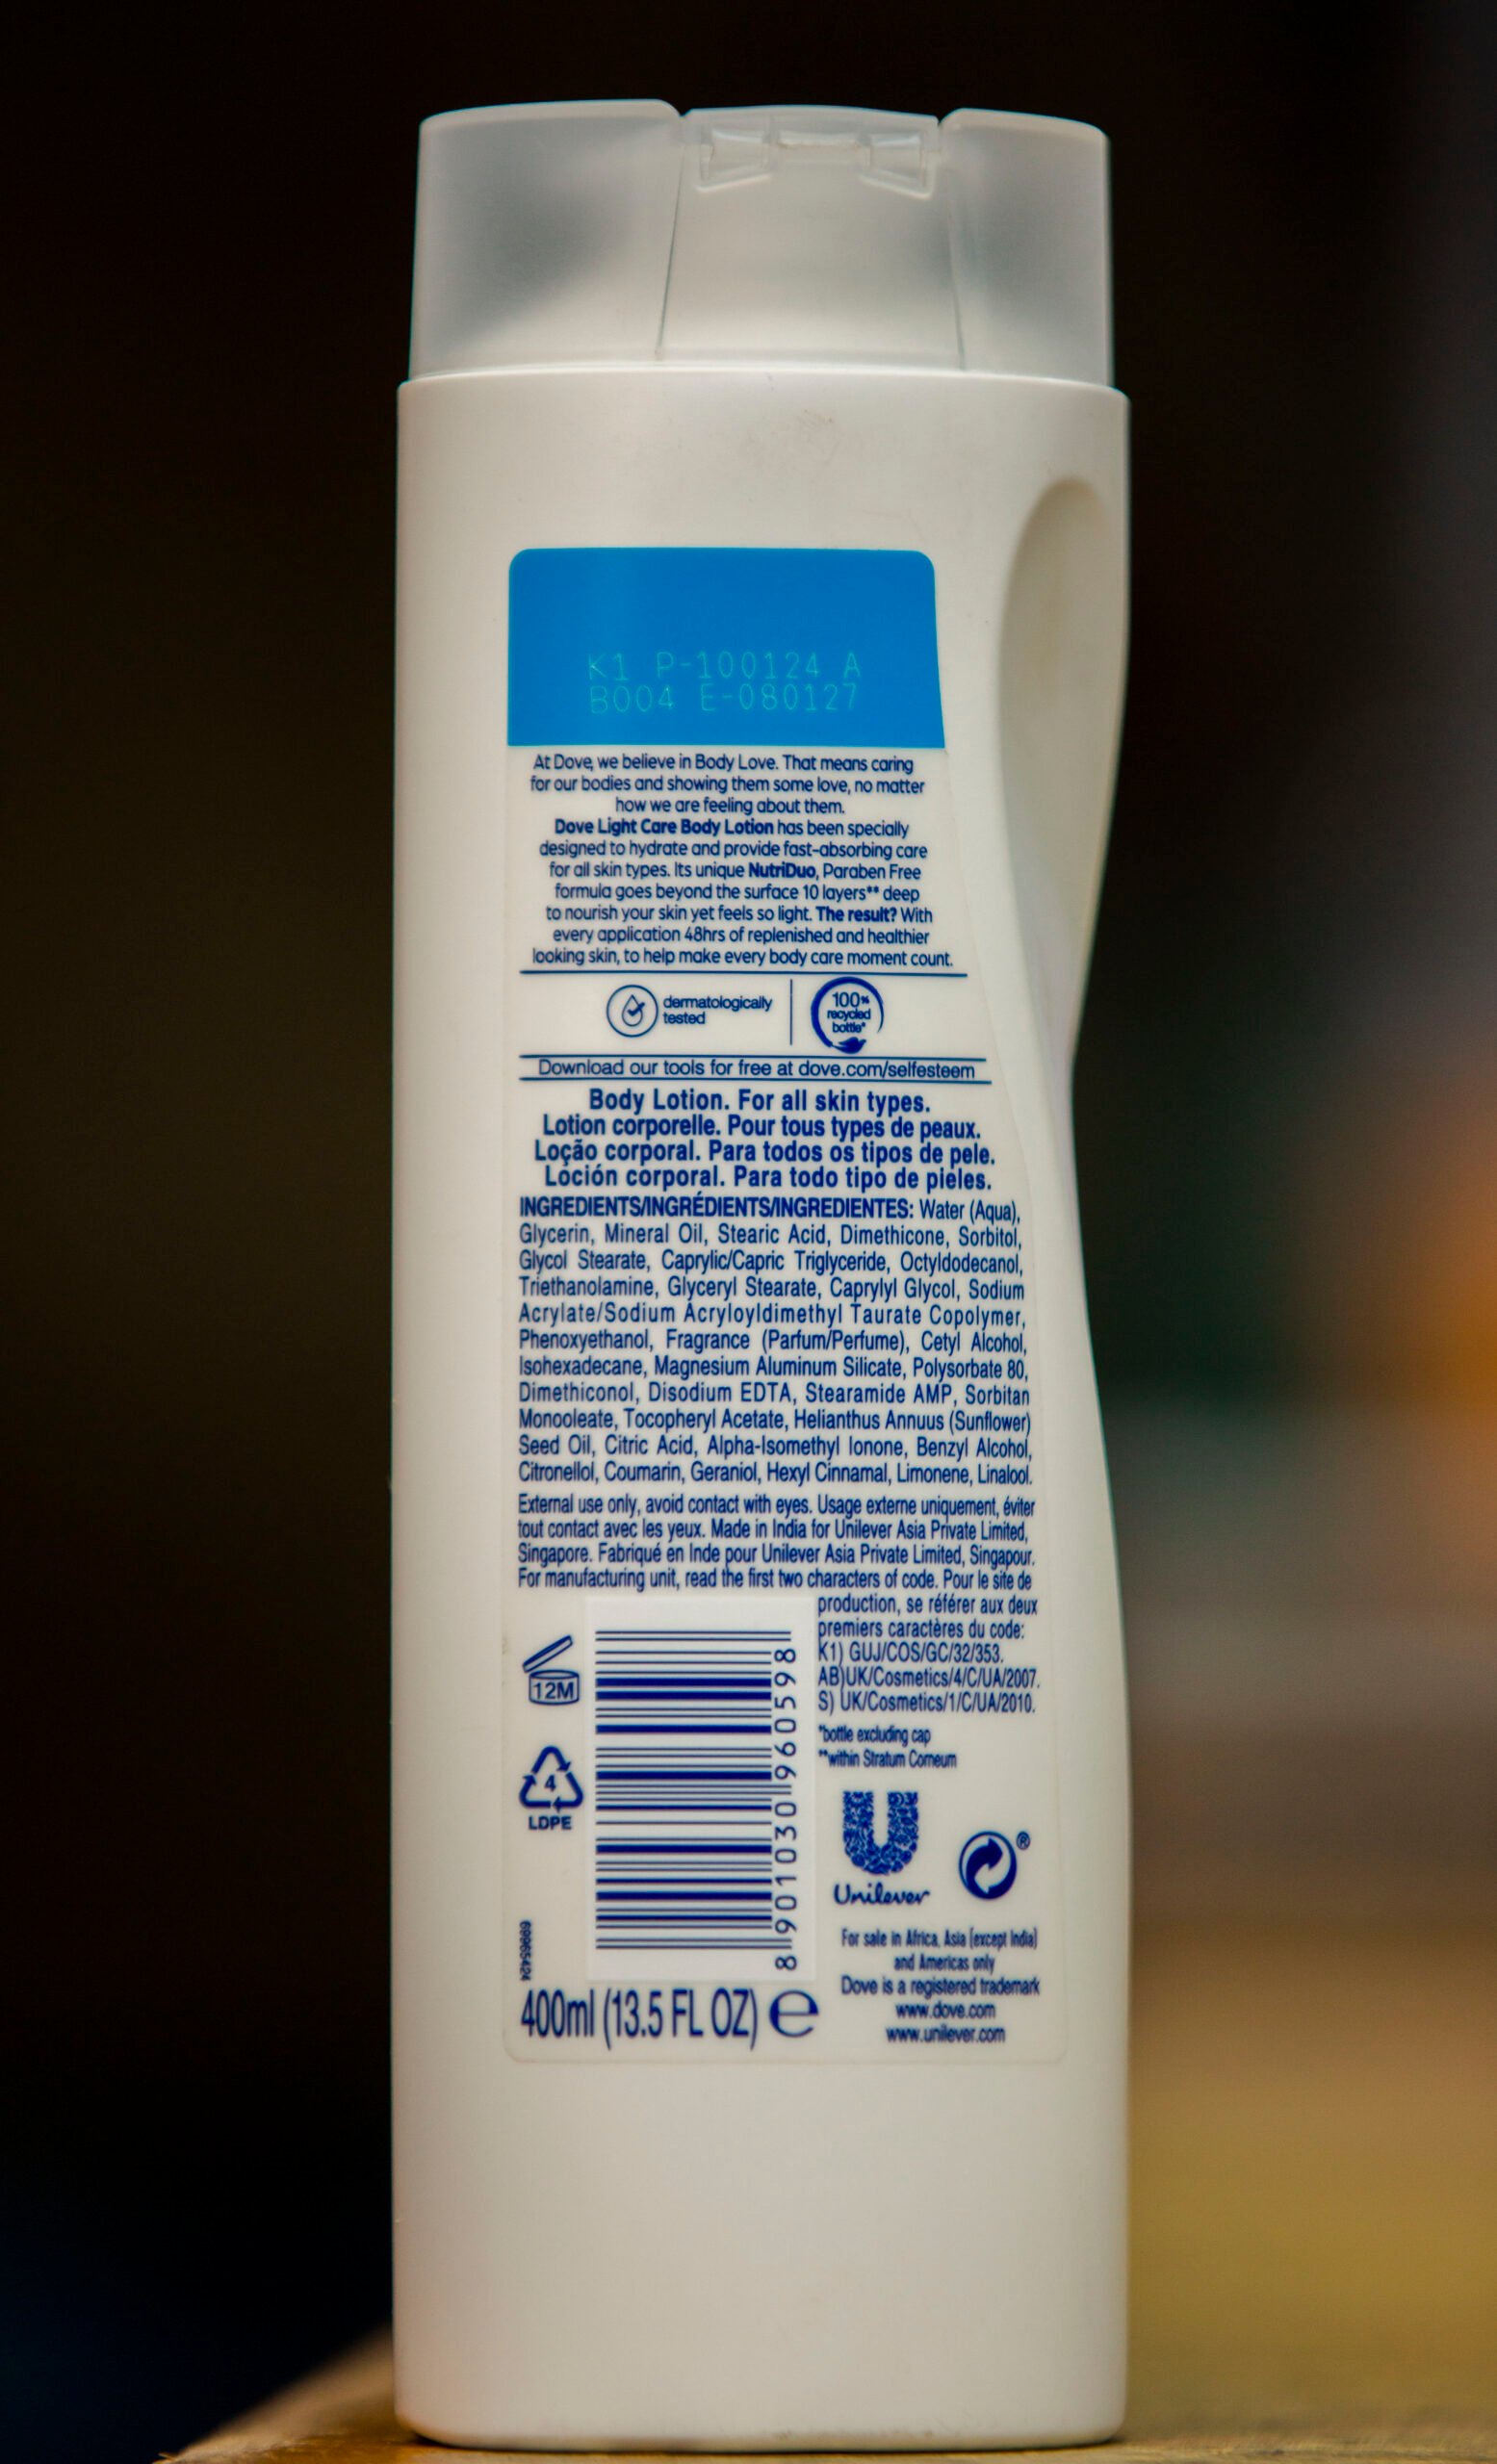 K1 P-100124 A
B004 E-080127
At Dove, we believe in Body Love. That means caring
for our bodies and showing them some love, no matter
how we are feeling about them.
Dove Light Care Body Lotion has been specially
designed to hydrate and provide fast-absorbing care
for all skin types. Its unique NutriDuo, Paraben Free
formula goes beyond the surface 10 layers** deep
to nourish your skin yet feels so light. The result? With
every application 48hrs of replenished and healthier
looking skin, to help make every body care moment count.
dermatologically
tested
100%
recycled
bottle*
Download our tools for free at dove.com/selfesteem
Body Lotion. For all skin types.
Lotion corporelle. Pour tous types de peaux.
Loção corporal. Para todos os tipos de pele.
Loción corporal. Para todo tipo de pieles.
INGREDIENTS/INGRÉDIENTS/INGREDIENTES: Water (Aqua),
Glycerin, Mineral Oil, Stearic Acid, Dimethicone, Sorbitol,
Glycol Stearate, Caprylic/Capric Triglyceride, Octyldodecanol,
Triethanolamine, Glyceryl Stearate, Caprylyl Glycol, Sodium
Acrylate/Sodium Acryloyldimethyl Taurate Copolymer,
Phenoxyethanol, Fragrance (Parfum/Perfume), Cetyl Alcohol,
Isohexadecane, Magnesium Aluminum Silicate, Polysorbate 80,
Dimethiconol, Disodium EDTA, Stearamide AMP, Sorbitan
Monooleate, Tocopheryl Acetate, Helianthus Annuus (Sunflower)
Seed Oil, Citric Acid, Alpha-Isomethyl Ionone, Benzyl Alcohol,
Citronellol, Coumarin, Geraniol, Hexyl Cinnamal, Limonene, Linalool.
External use only, avoid contact with eyes. Usage externe uniquement, éviter
tout contact avec les yeux. Made in India for Unilever Asia Private Limited,
Singapore. Fabriqué en Inde pour Unilever Asia Private Limited, Singapour.
For manufacturing unit, read the first two characters of code. Pour le site de
production, se référer aux deux
premiers caractères du code:
K1) GUJ/COS/GC/32/353.
AB)UK/Cosmetics/4/C/UA/2007.
S) UK/Cosmetics/1/C/UA/2010.
*bottle excluding cap
**within Stratum Corneum
12M
4
LDPE
8 901030 960598
Unilever
®
69965424
For sale in Africa, Asia (except India)
and Americas only
Dove is a registered trademark
www.dove.com
www.unilever.com
400ml (13.5 FL OZ) e